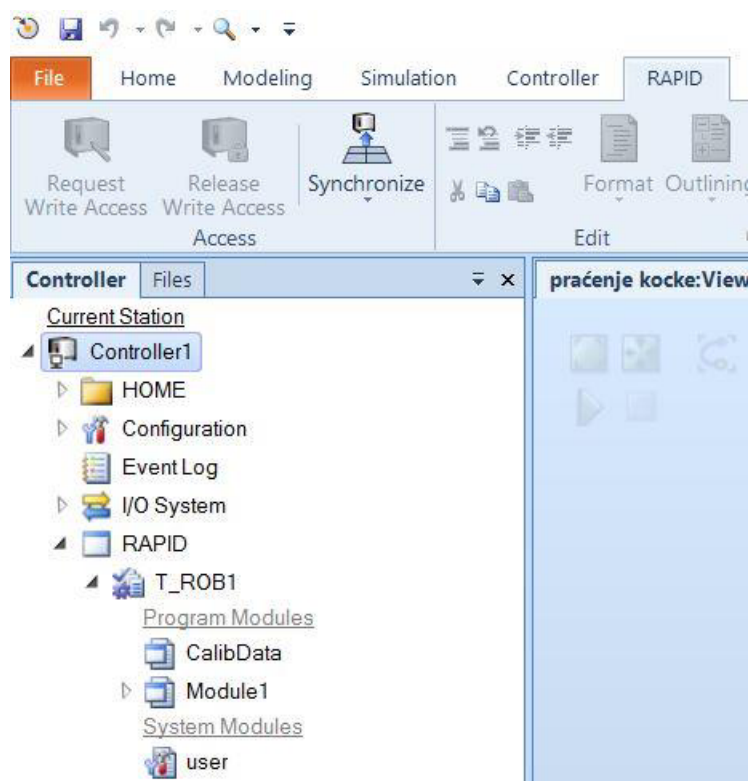 File Home Modeling Simulation Controller RAPID
Request Write Access
Release Write Access
Synchronize
Format
Outlining
Access
Edit
Controller Files
praćenje kocke:View
Current Station
Controller1
HOME
Configuration
Event Log
I/O System
RAPID
T_ROB1
Program Modules
CalibData
Module1
System Modules
user